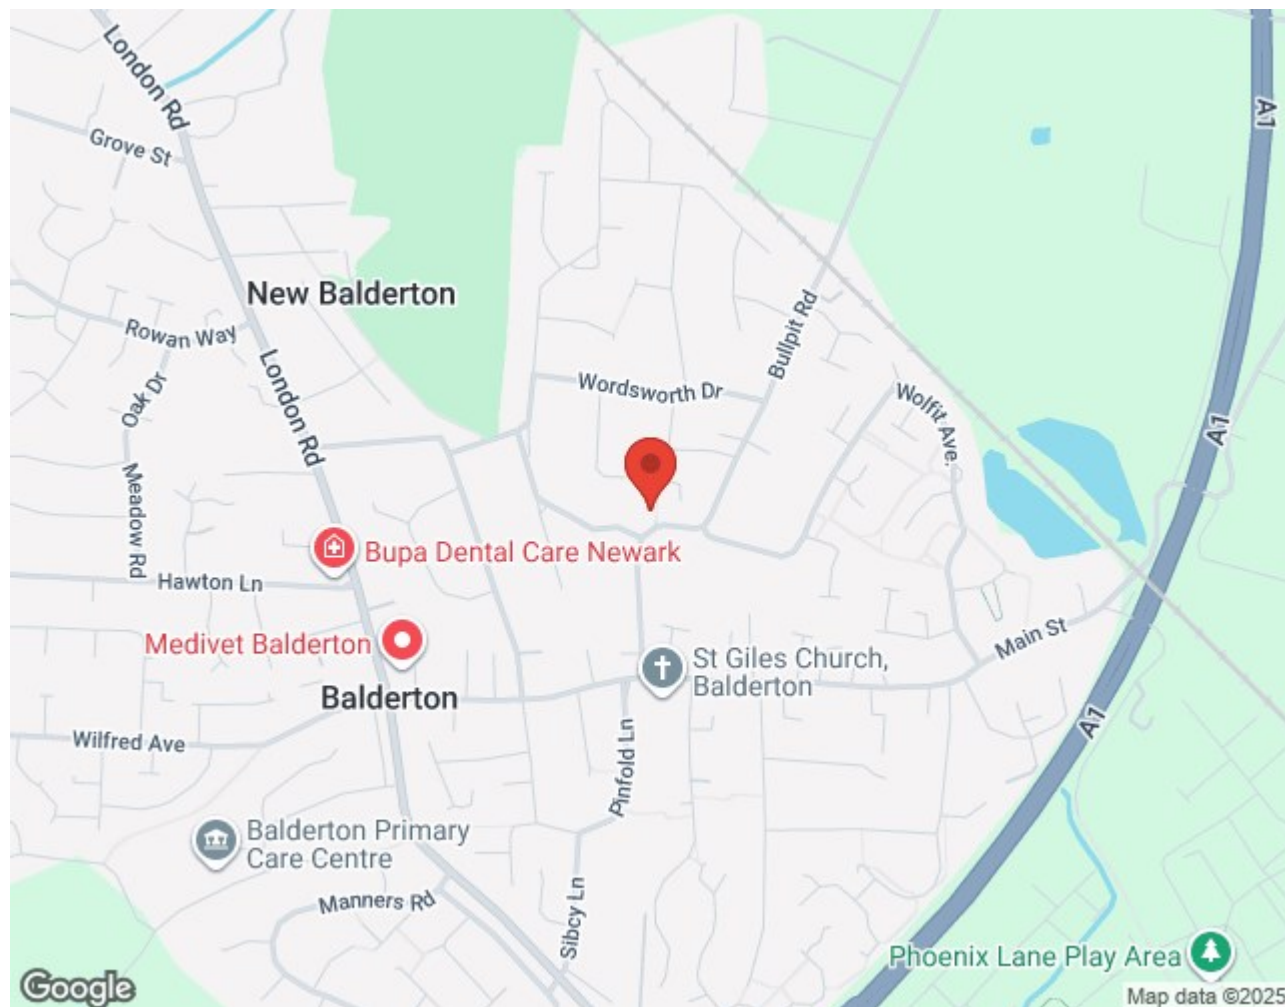 London Rd
A1
Grove St
New Balderton
Bullpit Rd
Rowan Way
Oak Dr
London Rd
Wordsworth Dr
Wolfit Ave.
A1
Meadow Rd
Bupa Dental Care Newark
Hawton Ln
Medivet Balderton
Main St
St Giles Church,
Balderton
Balderton
A1
Wilfred Ave
Pinfold Ln
Balderton Primary
Care Centre
Manners Rd
Sibcy Ln
Phoenix Lane Play Area
Google
Map data ©2025